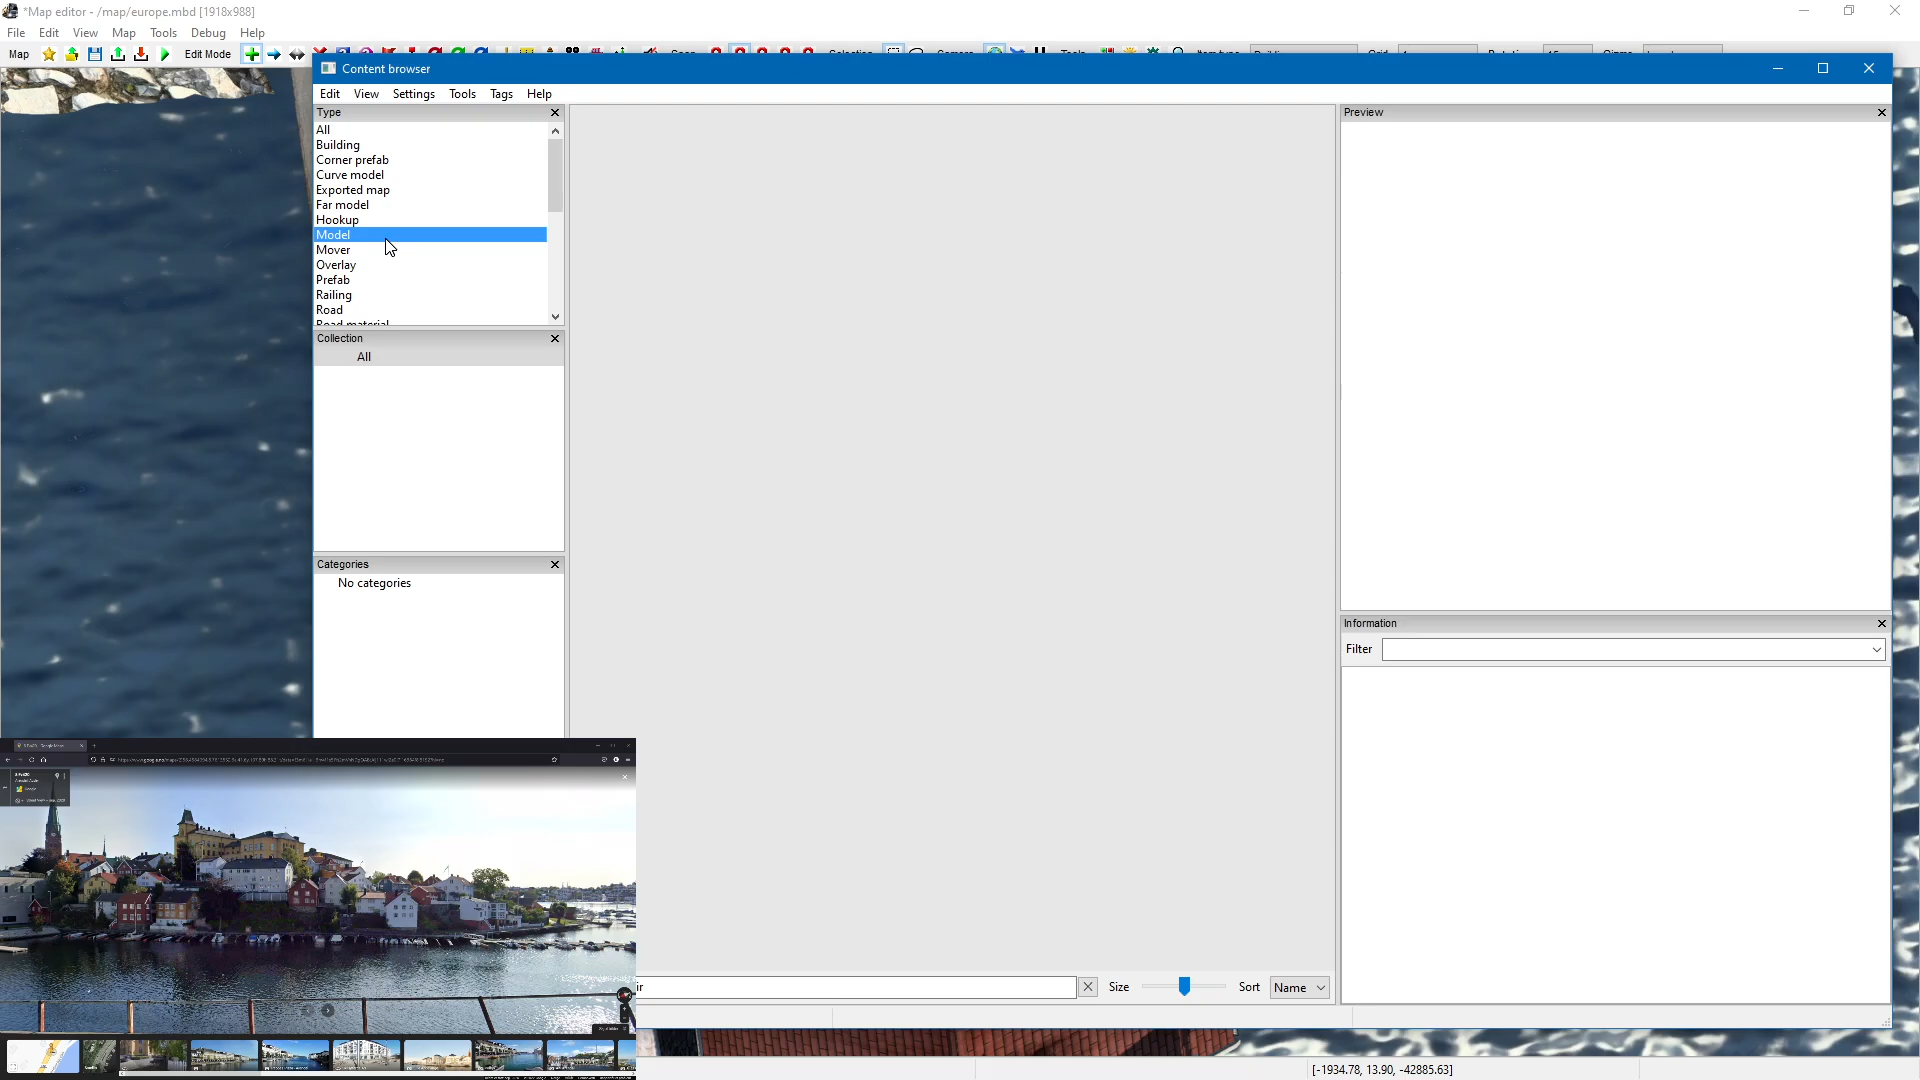 *Map editor - /map/europe.mbd [1918x988]
File Edit View Map Tools Debug Help
Map Edit Mode
Content browser
Edit View Settings Tools Tags Help
Type
All
Building
Corner prefab
Curve model
Exported map
Far model
Hookup
Model
Mover
Overlay
Prefab
Railing
Road
Road material
Collection
All
Categories
No categories
Preview
Information
Filter
ir
Size
Sort Name
[-1934.78, 13.90, -42885.63]